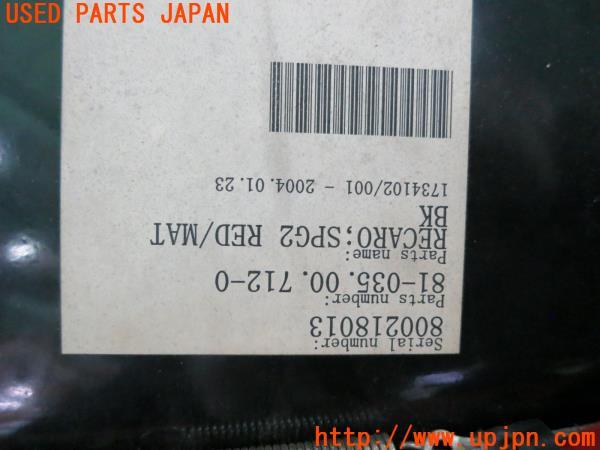 USED PARTS JAPAN
Serial number:
800218013
Parts number:
81-035.00.712-0
Parts name:
RECARO;SPG2 RED/MAT
BK
1734102/001 - 2004.01.23
http://www.upjpn.com/